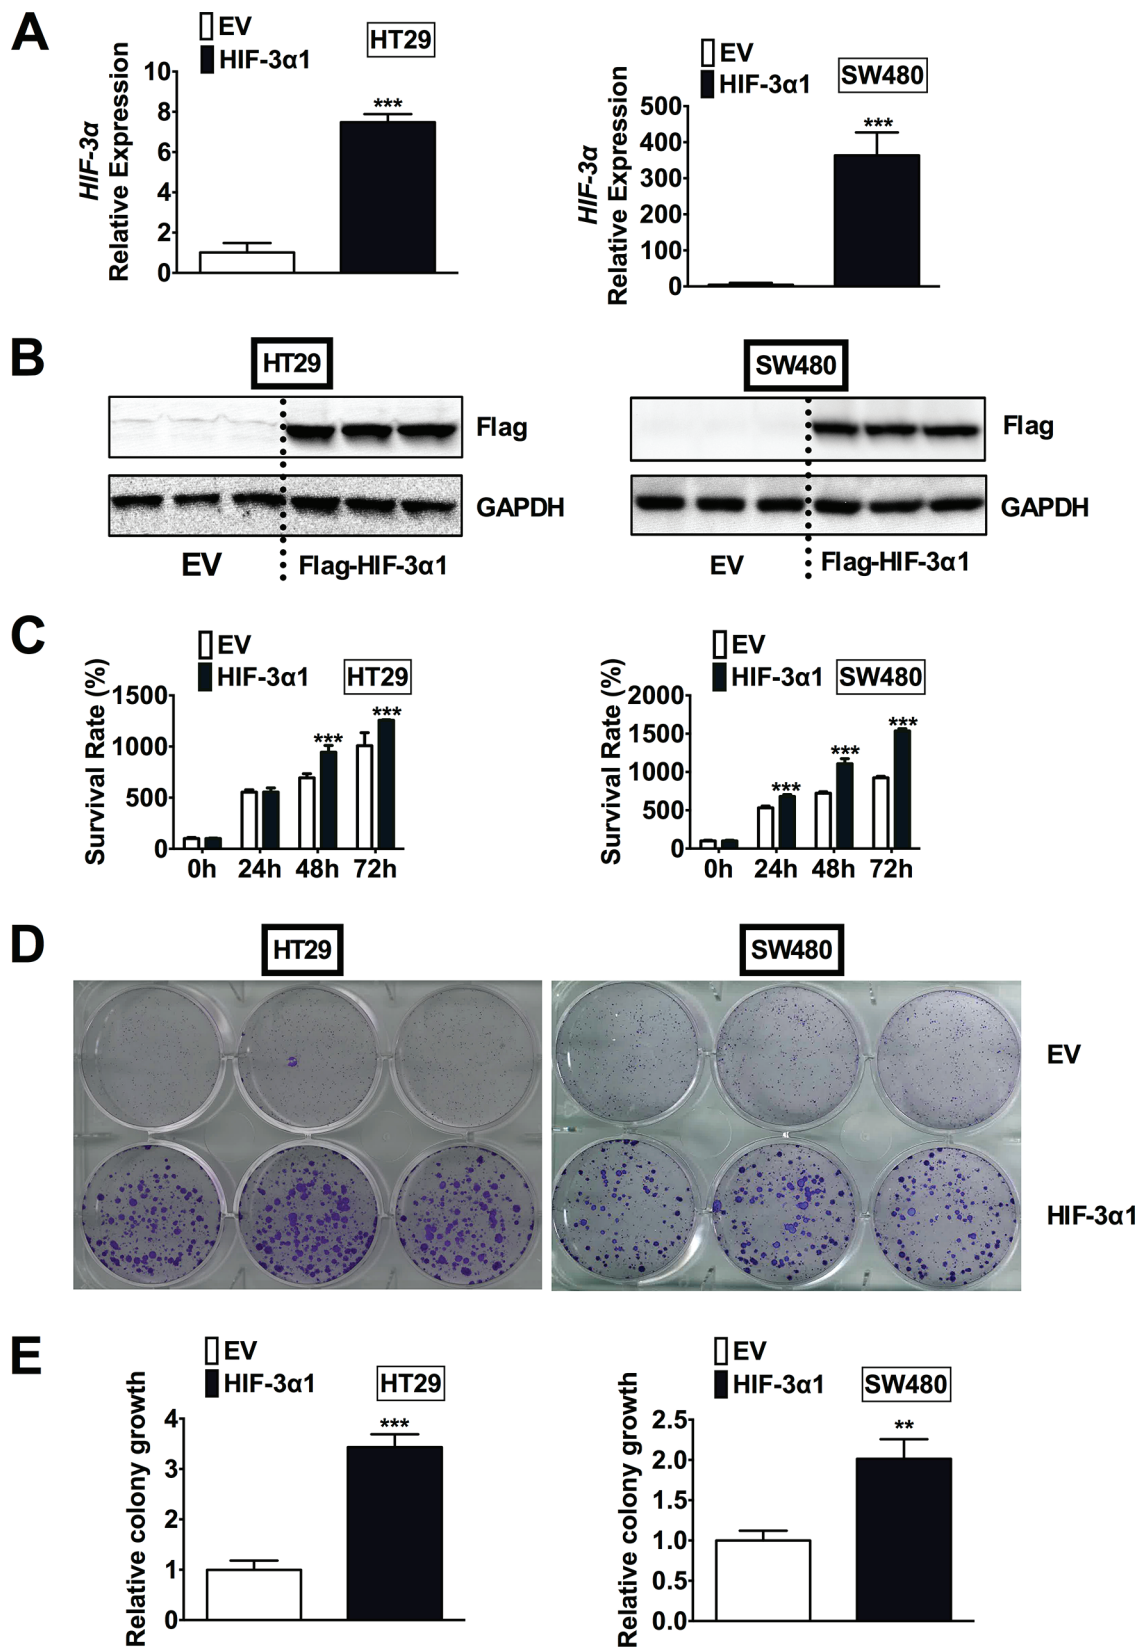 A
EV
HIF-3α1
HT29
HIF-3α
Relative Expression
10
8
6
4
2
0
***
EV
HIF-3α1
SW480
HIF-3α
Relative Expression
500
400
300
200
100
0
***
B
HT29
Flag
GAPDH
EV
Flag-HIF-3α1
SW480
Flag
GAPDH
EV
Flag-HIF-3α1
C
EV
HIF-3α1
HT29
Survival Rate (%)
1500
1000
500
0
***
***
0h 24h 48h 72h
EV
HIF-3α1
SW480
Survival Rate (%)
2000
1500
1000
500
0
***
***
***
0h 24h 48h 72h
D
HT29
SW480
EV
HIF-3α1
E
EV
HIF-3α1
HT29
Relative colony growth
4
3
2
1
0
***
EV
HIF-3α1
SW480
Relative colony growth
2.5
2.0
1.5
1.0
0.5
0.0
**